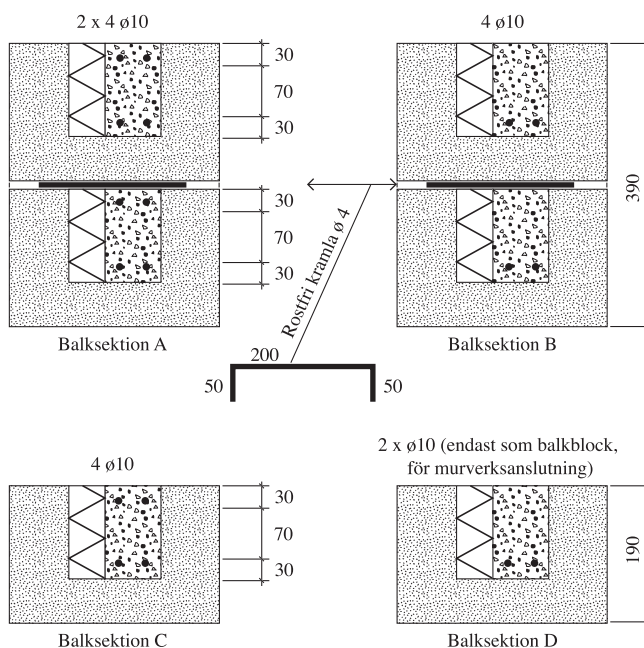 2 x 4 ø10
30
70
30
30
70
30
Balksektion A
4 ø10
390
Balksektion B
Rostfri kramla ø 4
200
50
50
4 ø10
30
70
30
Balksektion C
2 x ø10 (endast som balkblock,
för murverksanslutning)
190
Balksektion D